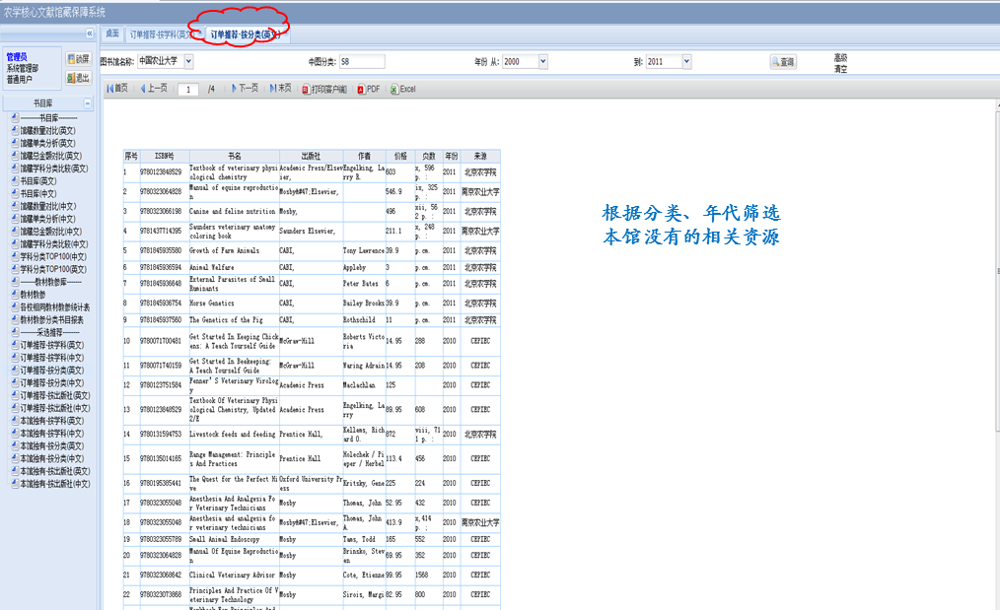 农学核心文献馆藏保障系统
桌面 订单推荐-按学科(英文) 订单推荐-按分类(英文)
管理员
系统管理部
普通用户
锁屏
退出
图书馆名称: 中国农业大学 中图分类: S8 年份 从: 2000 到: 2011 查询 高级 清空
首页 上一页 1 /4 下一页 末页 打印客户端 PDF Excel
书目库
---------书目库---------
馆藏数量对比(英文)
馆藏单类分析(英文)
馆藏总金额对比(英文)
馆藏学科分类比较(英文)
书目库(英文)
书目库(中文)
馆藏数量对比(中文)
馆藏单类分析(中文)
馆藏总金额对比(中文)
馆藏学科分类比较(中文)
学科分类TOP100(中文)
学科分类TOP100(英文)
-------教材教参库-------
教材教参
各校相同教材教参统计表
教材教参分类书目报表
--------采选推荐--------
订单推荐-按学科(英文)
订单推荐-按学科(中文)
订单推荐-按分类(英文)
订单推荐-按分类(中文)
订单推荐-按出版社(英文)
订单推荐-按出版社(中文)
本馆独有-按学科(英文)
本馆独有-按学科(中文)
本馆独有-按分类(英文)
本馆独有-按分类(中文)
本馆独有-按出版社(英文)
本馆独有-按出版社(中文)
序号 ISBN号 书名 出版社 作者 价格 页数 年份 来源
1 9780123848529 Textbook of veterinary physiological chemistry Academic Press/Elsevier, Engelking, Larry R. 603 x, 596 p. : 2011 北京农学院
2 9780323064828 Manual of equine reproduction Mosby&#47;Elsevier, 546.9 ix, 325 p. : 2011 南京农业大学
3 9780323066198 Canine and feline nutrition Mosby, 496 xii, 562 p. : 2011 北京农学院
4 9781437714395 Saunders veterinary anatomy coloring book Saunders Elsevier, 211.1 x, 248 p. : 2011 南京农业大学
5 9781845935580 Growth of Farm Animals CABI, Tony Lawrence 39.9 p.cm. 2011 北京农学院
6 9781845936594 Animal Welfare CABI, Appleby 3 p.cm. 2011 北京农学院
7 9781845936648 External Parasites of Small Ruminants CABI, Peter Bates 6 p.cm. 2011 北京农学院
8 9781845936754 Horse Genetics CABI, Bailey Brooks 39.9 p.cm. 2011 北京农学院
9 9781845937560 The Genetics of the Pig CABI, Rothschild 11 p.cm. 2011 北京农学院
10 9780071700481 Get Started In Keeping Chickens: A Teach Yourself Guide McGraw-Hill Roberts Victoria 14.95 288 2010 CEPIEC
11 9780071740159 Get Started In Beekeeping: A Teach Yourself Guide McGraw-Hill Waring Adrain 14.95 208 2010 CEPIEC
12 9780123751584 Fenner'S Veterinary Virology Academic Press Maclachlan 125 2010 CEPIEC
13 9780123848529 Textbook Of Veterinary Physiological Chemistry, Updated 2/E Academic Press Engelking, Larry 89.95 608 2010 CEPIEC
14 9780131594753 Livestock feeds and feeding Prentice Hall, Kellems, Richard O. 872 viii, 711 p. : 2010 北京农学院
15 9780135014165 Range Management: Principles And Practices Prentice Hall Holechek / Pieper / Herbel 113.4 456 2010 CEPIEC
16 9780195385441 The Quest for the Perfect Hive Oxford University Press Kritsky, Gene 225 224 2010 CEPIEC
17 9780323055048 Anesthesia And Analgesia For Veterinary Technicians Mosby Thomas, John 52.95 432 2010 CEPIEC
18 9780323055048 Anesthesia and analgesia for veterinary technicians Mosby&#47;Elsevier, Thomas, John A. 413.9 x,414 p. : 2010 南京农业大学
19 9780323055789 Small Animal Endoscopy Mosby Tams, Todd 165 552 2010 CEPIEC
20 9780323064828 Manual Of Equine Reproduction Mosby Brinsko, Steven 69.95 352 2010 CEPIEC
21 9780323068642 Clinical Veterinary Advisor Mosby Cote, Etienne 99.95 1568 2010 CEPIEC
22 9780323073868 Principles And Practice Of Veterinary Technology Mosby Sirois, Margi 82.95 800 2010 CEPIEC
根据分类、年代筛选
本馆没有的相关资源